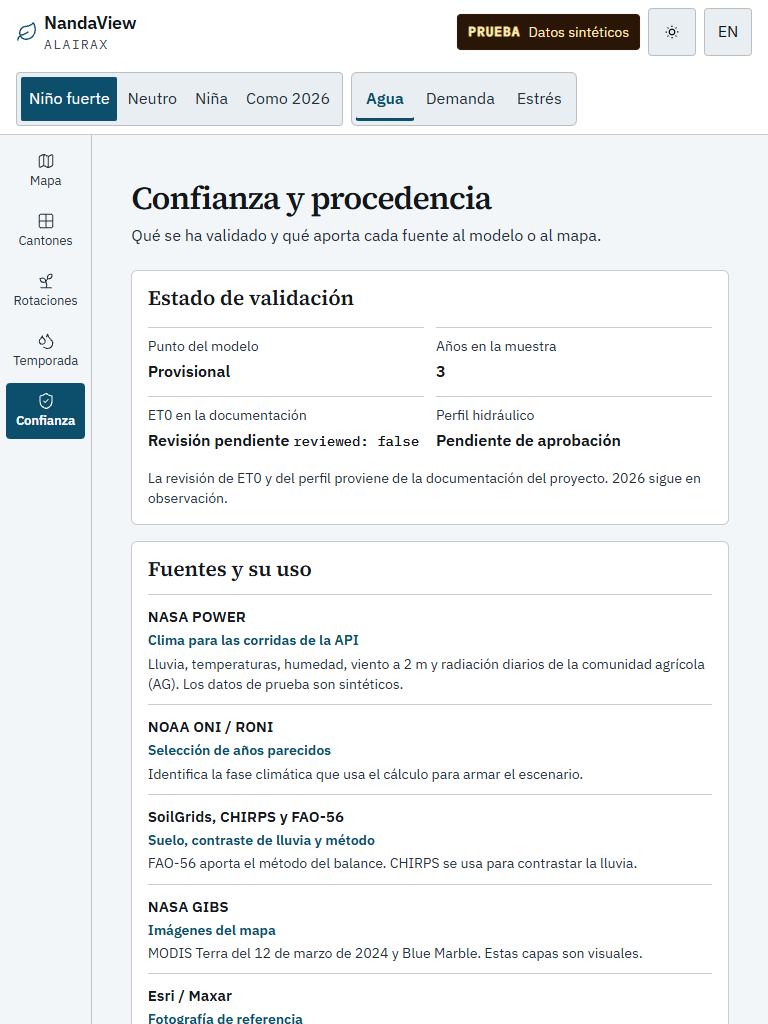 NandaView
ALAIRAX
PRUEBA Datos sintéticos
EN
Niño fuerte
Neutro
Niña
Como 2026
Agua
Demanda
Estrés
Mapa
Cantones
Rotaciones
Temporada
Confianza
Confianza y procedencia
Qué se ha validado y qué aporta cada fuente al modelo o al mapa.
Estado de validación
Punto del modelo
Provisional
Años en la muestra
3
ET0 en la documentación
Revisión pendiente reviewed: false
Perfil hidráulico
Pendiente de aprobación
La revisión de ET0 y del perfil proviene de la documentación del proyecto. 2026 sigue en
observación.
Fuentes y su uso
NASA POWER
Clima para las corridas de la API
Lluvia, temperaturas, humedad, viento a 2 m y radiación diarios de la comunidad agrícola
(AG). Los datos de prueba son sintéticos.
NOAA ONI / RONI
Selección de años parecidos
Identifica la fase climática que usa el cálculo para armar el escenario.
SoilGrids, CHIRPS y FAO-56
Suelo, contraste de lluvia y método
FAO-56 aporta el método del balance. CHIRPS se usa para contrastar la lluvia.
NASA GIBS
Imágenes del mapa
MODIS Terra del 12 de marzo de 2024 y Blue Marble. Estas capas son visuales.
Esri / Maxar
Fotografía de referencia